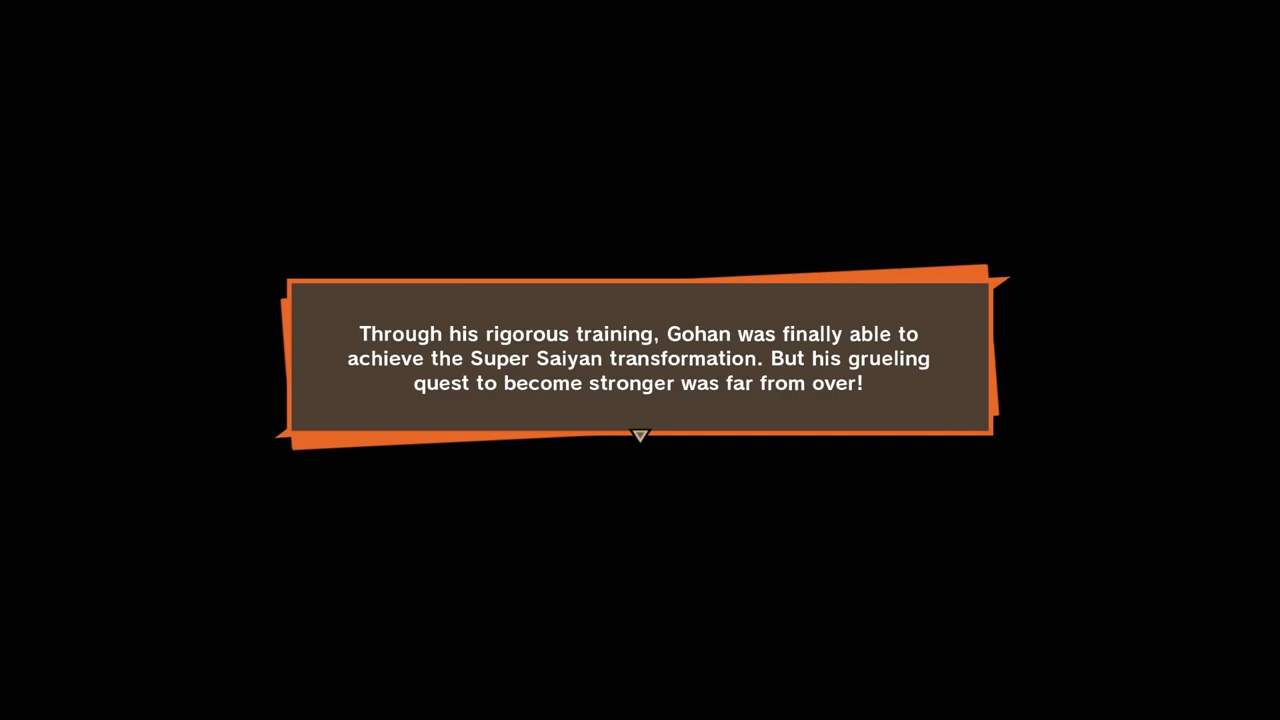 Through his rigorous training, Gohan was finally able to
achieve the Super Saiyan transformation. But his grueling
quest to become stronger was far from over!